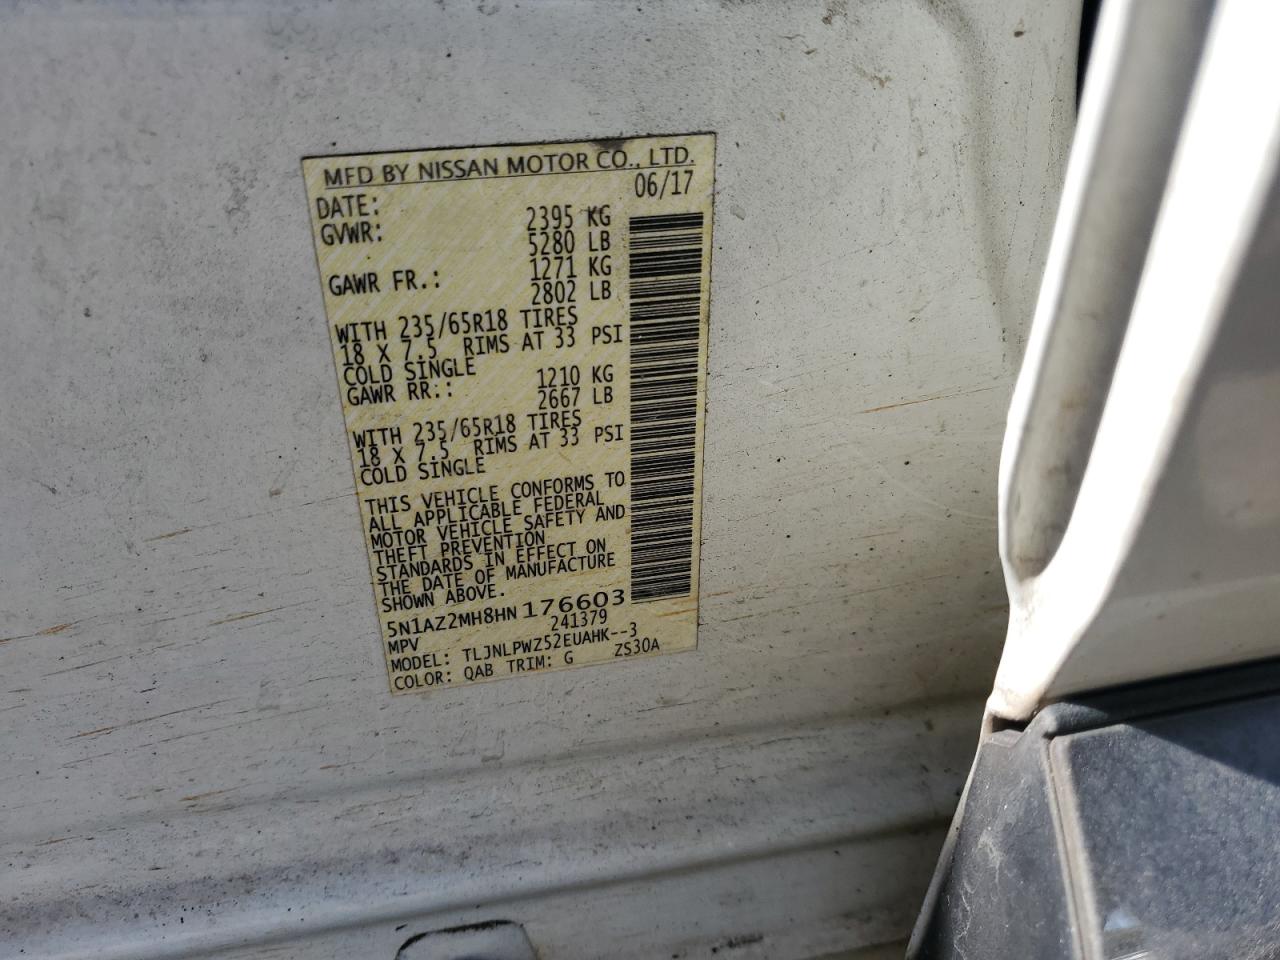 MFD BY NISSAN MOTOR CO., LTD.
DATE: 06/17
GVWR: 2395 KG
5280 LB
GAWR FR.: 1271 KG
2802 LB
WITH 235/65R18 TIRES
18 X 7.5 RIMS AT 33 PSI
COLD SINGLE
GAWR RR.: 1210 KG
2667 LB
WITH 235/65R18 TIRES
18 X 7.5 RIMS AT 33 PSI
COLD SINGLE
THIS VEHICLE CONFORMS TO
ALL APPLICABLE FEDERAL
MOTOR VEHICLE SAFETY AND
THEFT PREVENTION
STANDARDS IN EFFECT ON
THE DATE OF MANUFACTURE
SHOWN ABOVE.
5N1AZ2MH8HN176603
MPV 241379
MODEL: TLJNLPWZ52EUAHK--3
COLOR: QAB TRIM: G ZS30A